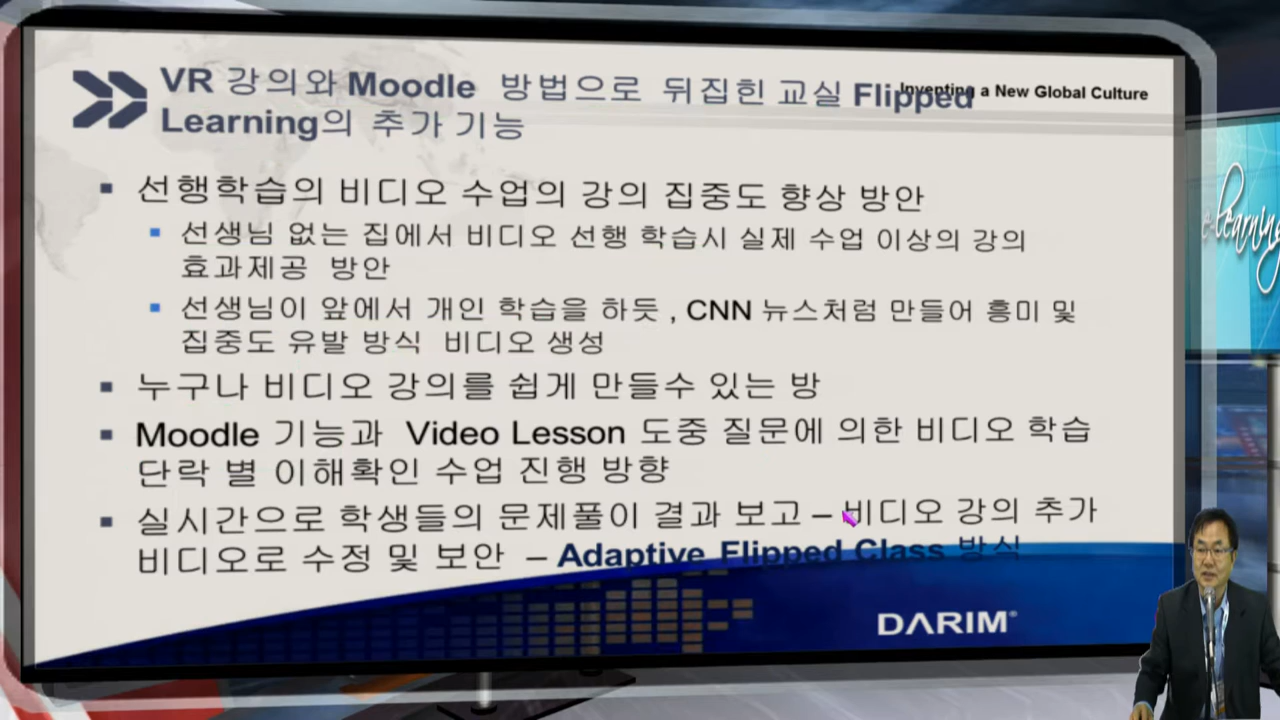 VR 강의와 Moodle 방법으로 뒤집힌 교실 Flipped
Inventing a New Global Culture
Learning의 추가 기능
선행학습의 비디오 수업의 강의 집중도 향상 방안
선생님 없는 집에서 비디오 선행 학습시 실제 수업 이상의 강의
효과제공 방안
선생님이 앞에서 개인 학습을 하듯 , CNN 뉴스처럼 만들어 흥미 및
집중도 유발 방식 비디오 생성
누구나 비디오 강의를 쉽게 만들수 있는 방
Moodle 기능과 Video Lesson 도중 질문에 의한 비디오 학습
단락 별 이해확인 수업 진행 방향
실시간으로 학생들의 문제풀이 결과 보고 – 비디오 강의 추가
비디오로 수정 및 보안 – Adaptive Flipped Class 방식
DARIM®
e-learning